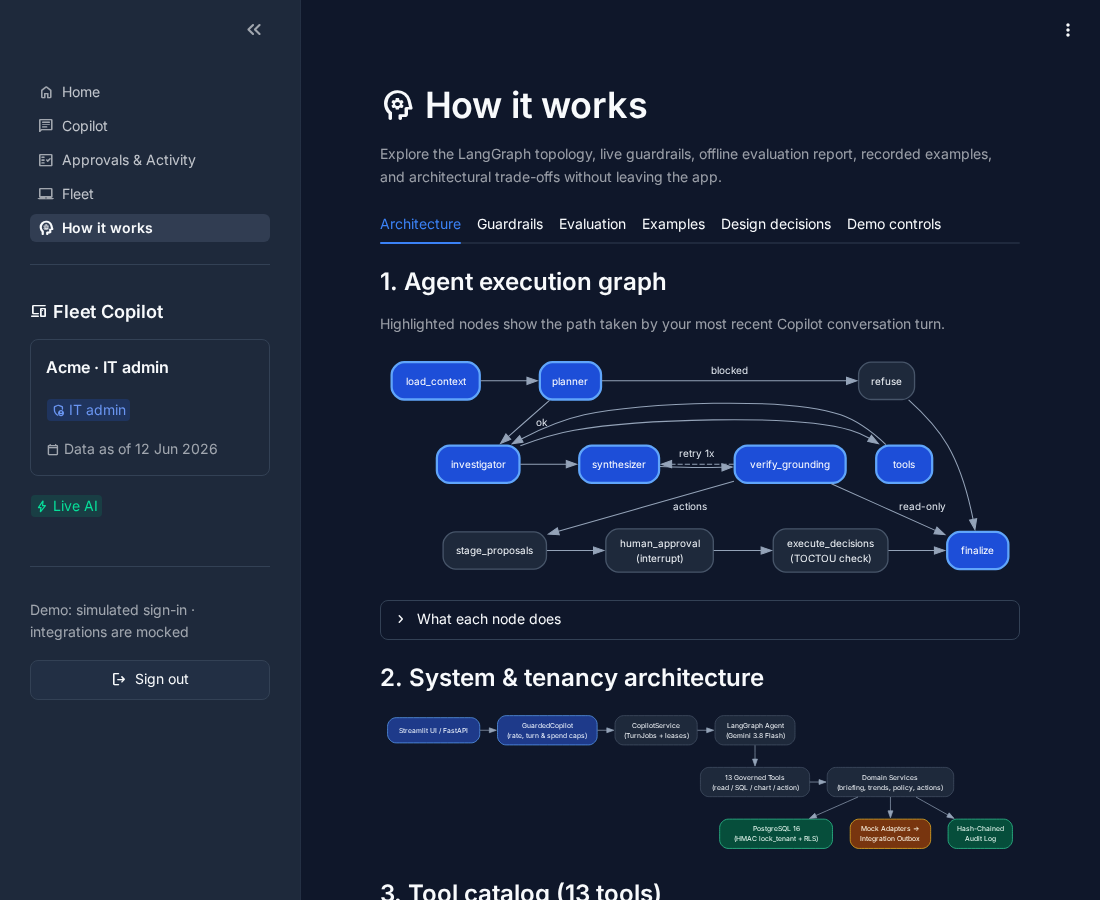 Home
Copilot
Approvals & Activity
Fleet
How it works
Fleet Copilot
Acme · IT admin
IT admin
Data as of 12 Jun 2026
Live AI
Demo: simulated sign-in ·
integrations are mocked
Sign out
How it works
Explore the LangGraph topology, live guardrails, offline evaluation report, recorded examples,
and architectural trade-offs without leaving the app.
Architecture Guardrails Evaluation Examples Design decisions Demo controls
1. Agent execution graph
Highlighted nodes show the path taken by your most recent Copilot conversation turn.
load_context
planner
blocked
refuse
ok
investigator
synthesizer
retry 1x
verify_grounding
tools
actions
read-only
stage_proposals
human_approval
(interrupt)
execute_decisions
(TOCTOU check)
finalize
What each node does
2. System & tenancy architecture
Streamlit UI / FastAPI
GuardedCopilot
(rate, turn & spend caps)
CopilotService
(TurnJobs + leases)
LangGraph Agent
(Gemini 3.8 Flash)
13 Governed Tools
(read / SQL / chart / action)
Domain Services
(briefing, trends, policy, actions)
PostgreSQL 16
(HMAC lock_tenant + RLS)
Mock Adapters →
Integration Outbox
Hash-Chained
Audit Log
3. Tool catalog (13 tools)